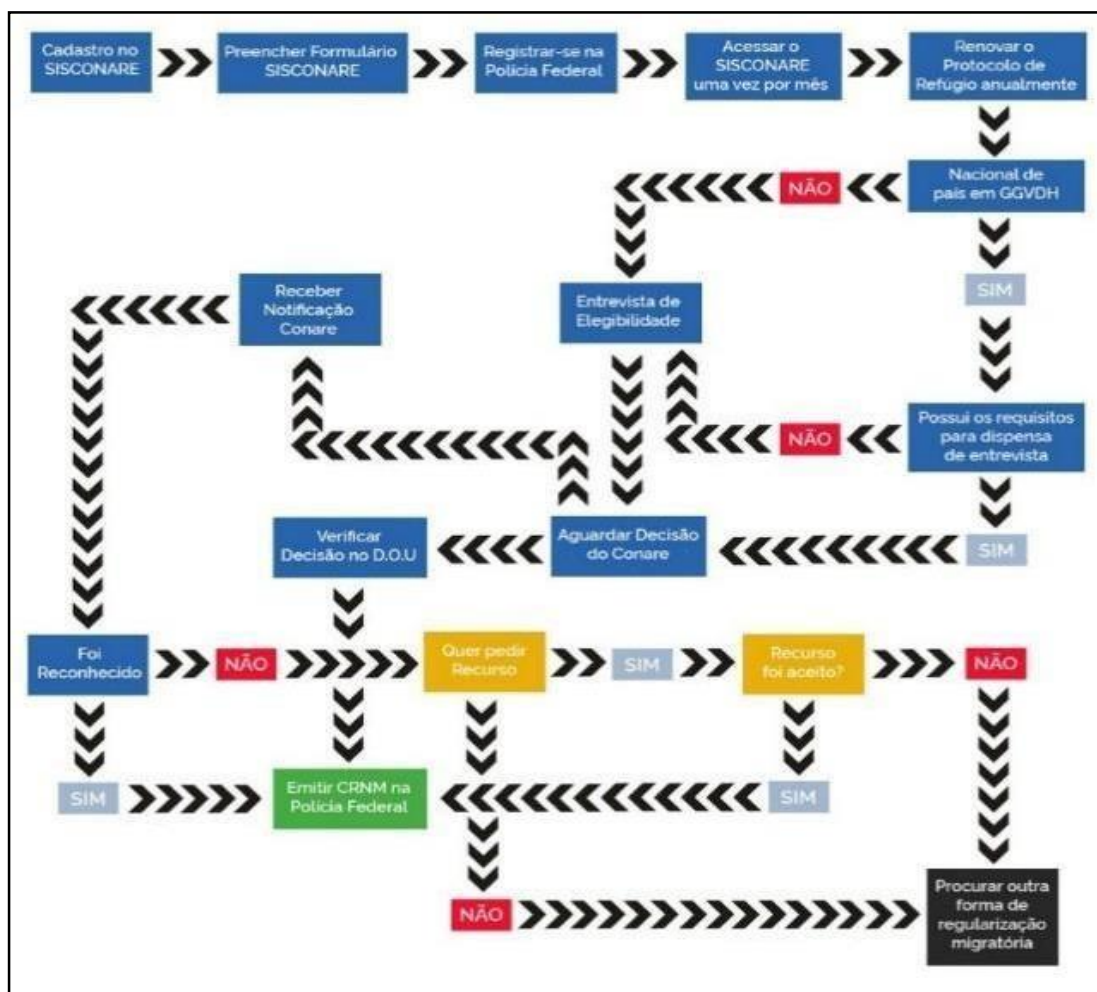 Cadastro no
SISCONARE
Preencher Formulário
SISCONARE
Registrar-se na
Polícia Federal
Acessar o
SISCONARE
uma vez por mês
Renovar o
Protocolo de
Refúgio anualmente
NÃO
Nacional de
país em GGVDH
SIM
Receber
Notificação
Conare
Entrevista de
Elegibilidade
NÃO
Possui os requisitos
para dispensa
de entrevista
Verificar
Decisão no D.O.U
Aguardar Decisão
do Conare
SIM
Foi
Reconhecido
NÃO
Quer pedir
Recurso
SIM
Recurso
foi aceito?
NÃO
SIM
Emitir CRNM na
Polícia Federal
SIM
NÃO
Procurar outra
forma de
regularização
migratória